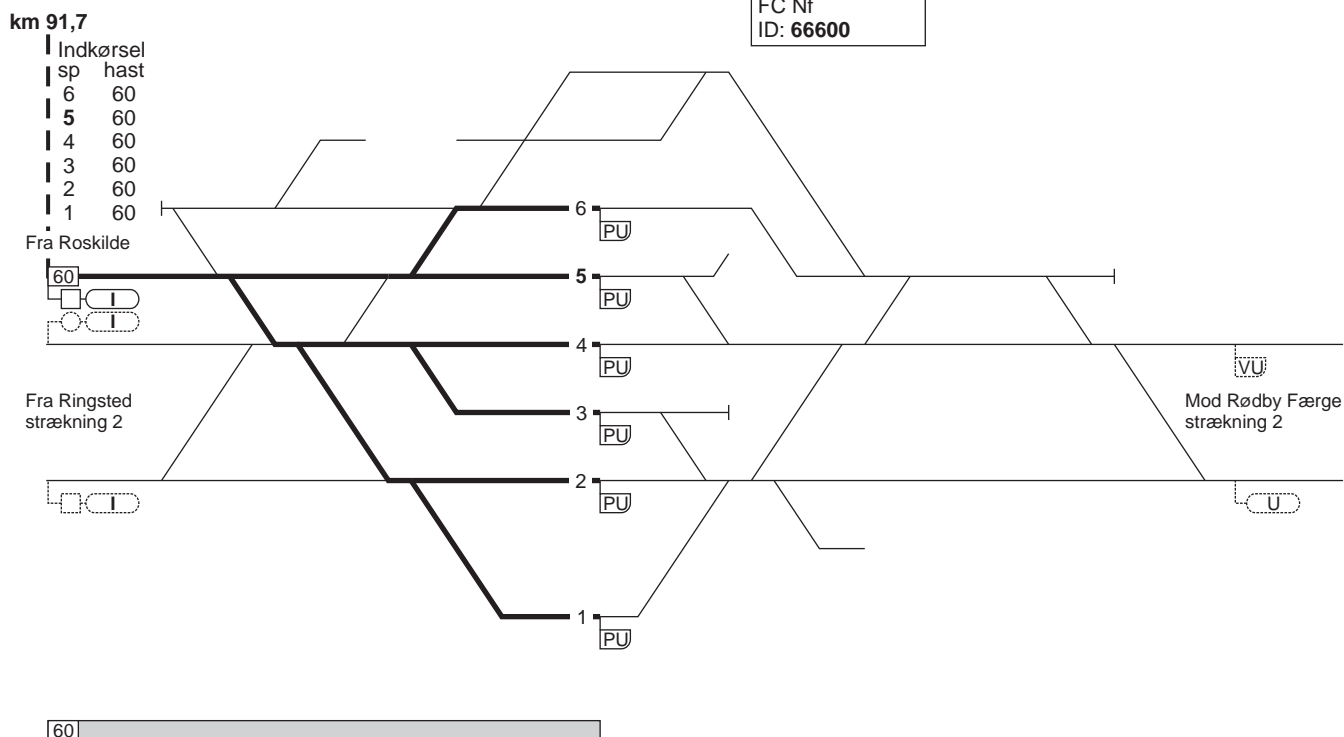 FC Nf
ID: 66600
km 91,7
Indkørsel
sp hast
6 60
5 60
4 60
3 60
2 60
1 60
Fra Roskilde
6
PU
60
5
I
PU
I
4
PU
VU
Fra Ringsted
strækning 2
3
PU
Mod Rødby Færge
strækning 2
2
I
PU
U
1
PU
60